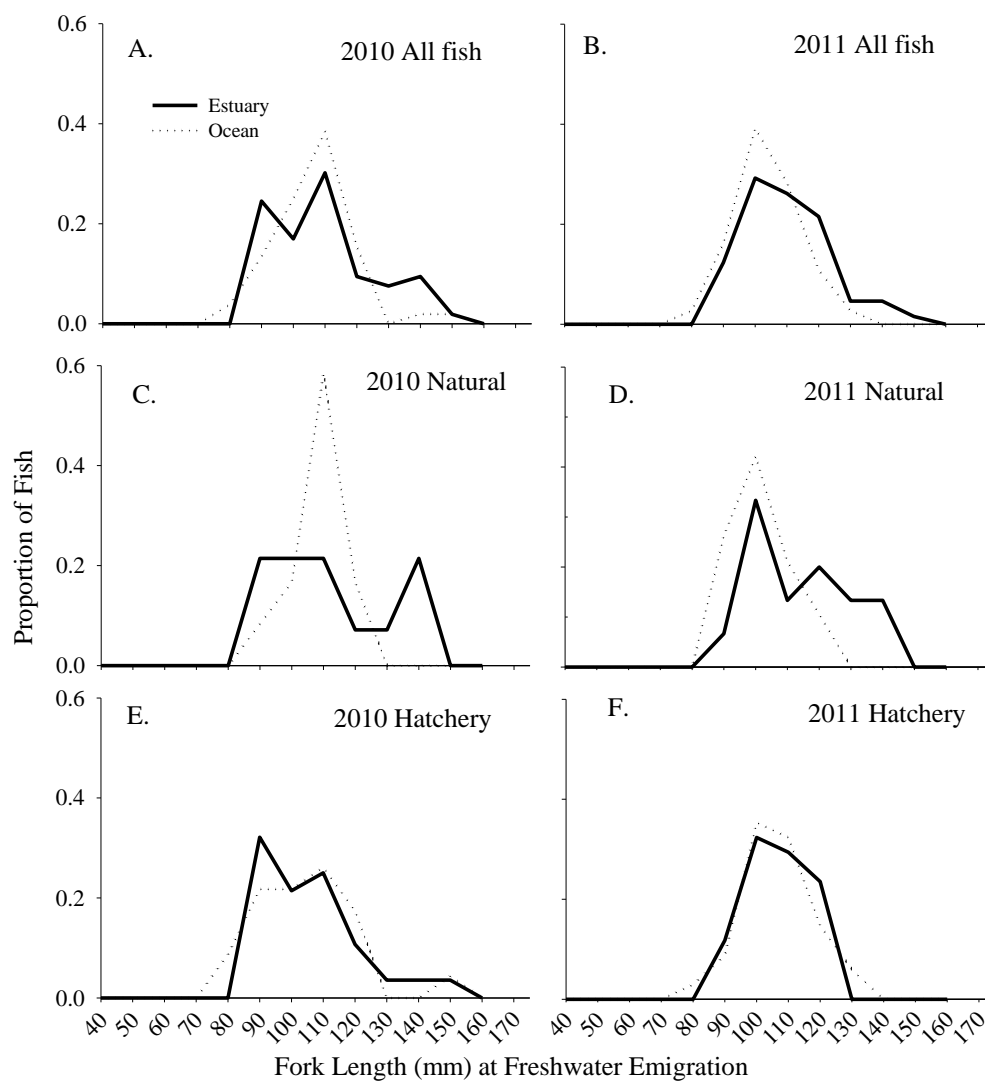 0.6
A.
2010 All fish
B.
2011 All fish
Estuary
Ocean
0.4
0.2
0.0
0.6
C.
2010 Natural
D.
2011 Natural
0.4
0.2
0.0
0.6
E.
2010 Hatchery
F.
2011 Hatchery
0.4
0.2
0.0
Proportion of Fish
40 50 60 70 80 90 100 110 120 130 140 150 160 170
40 50 60 70 80 90 100 110 120 130 140 150 160 170
Fork Length (mm) at Freshwater Emigration